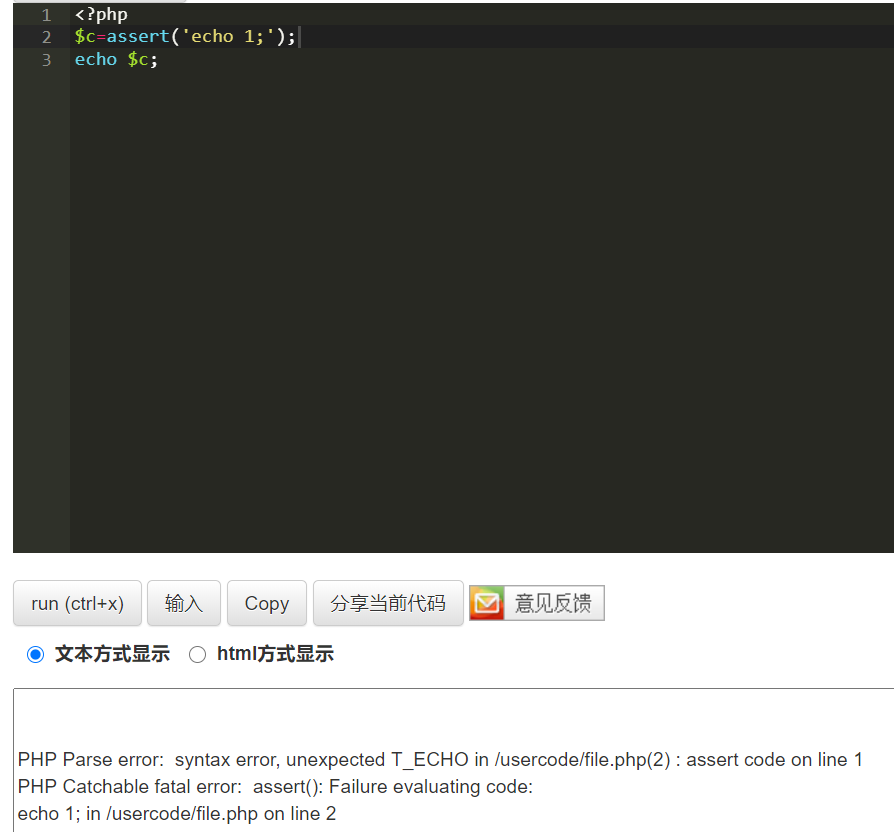 1 <?php
2 $c=assert('echo 1;');
3 echo $c;
run (ctrl+x) 输入 Copy 分享当前代码 意见反馈
文本方式显示 html方式显示
PHP Parse error:  syntax error, unexpected T_ECHO in /usercode/file.php(2) : assert code on line 1
PHP Catchable fatal error:  assert(): Failure evaluating code:
echo 1; in /usercode/file.php on line 2